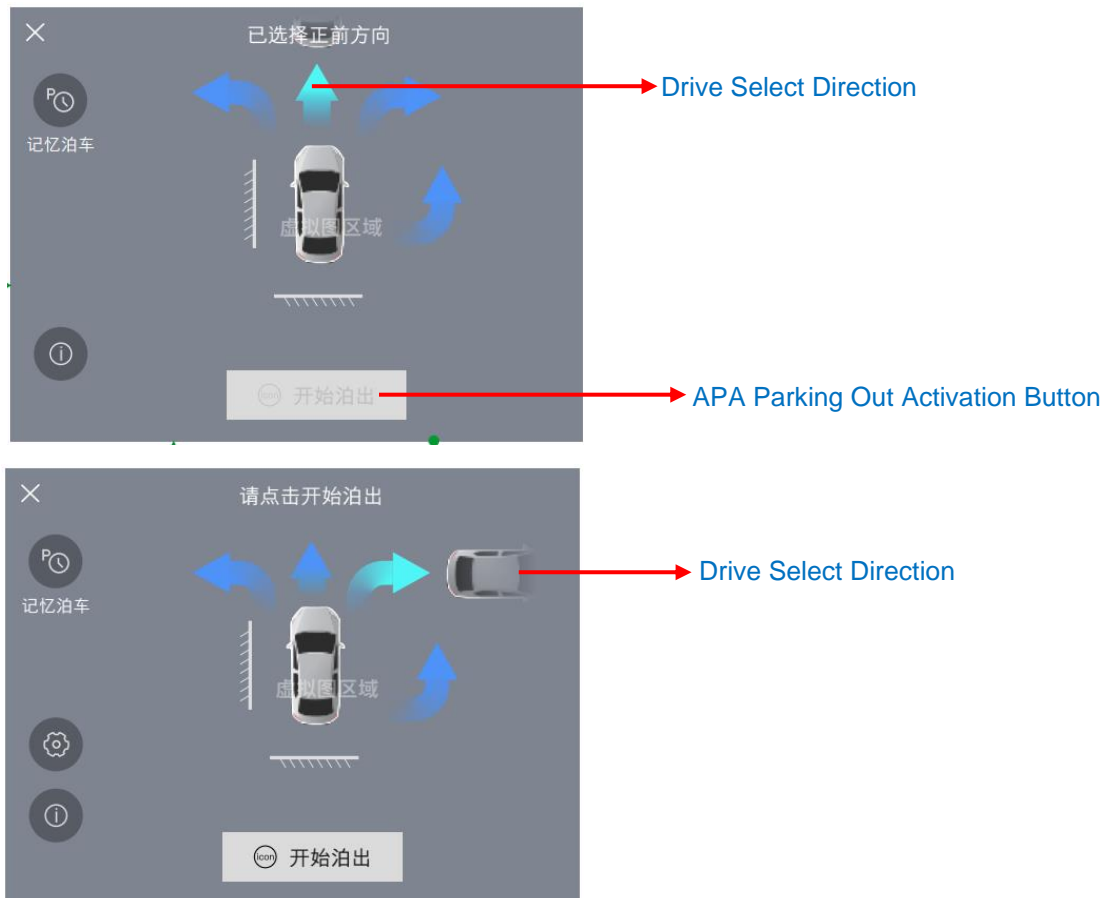 已选择正前方向
Drive Select Direction
P
记忆泊车
虚拟图区域
icon 开始泊出
APA Parking Out Activation Button
请点击开始泊出
P
Drive Select Direction
记忆泊车
虚拟图区域
icon 开始泊出